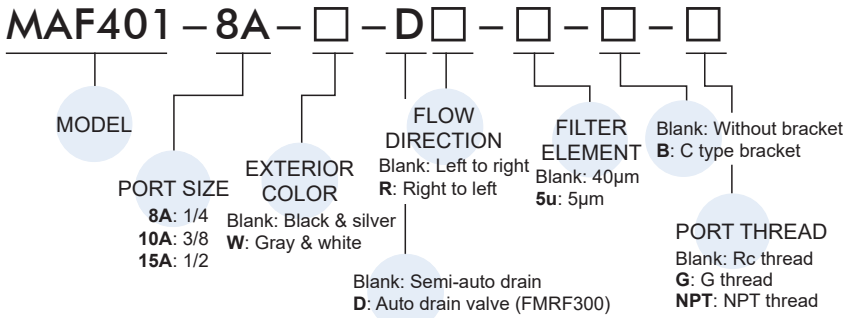 MAF401 – 8A – □ – D□ – □ – □ – □
MODEL
PORT SIZE
8A: 1/4
10A: 3/8
15A: 1/2
EXTERIOR
COLOR
Blank: Black & silver
W: Gray & white
FLOW
DIRECTION
Blank: Left to right
R: Right to left
Blank: Semi-auto drain
D: Auto drain valve (FMRF300)
FILTER
ELEMENT
Blank: 40μm
5u: 5μm
Blank: Without bracket
B: C type bracket
PORT THREAD
Blank: Rc thread
G: G thread
NPT: NPT thread